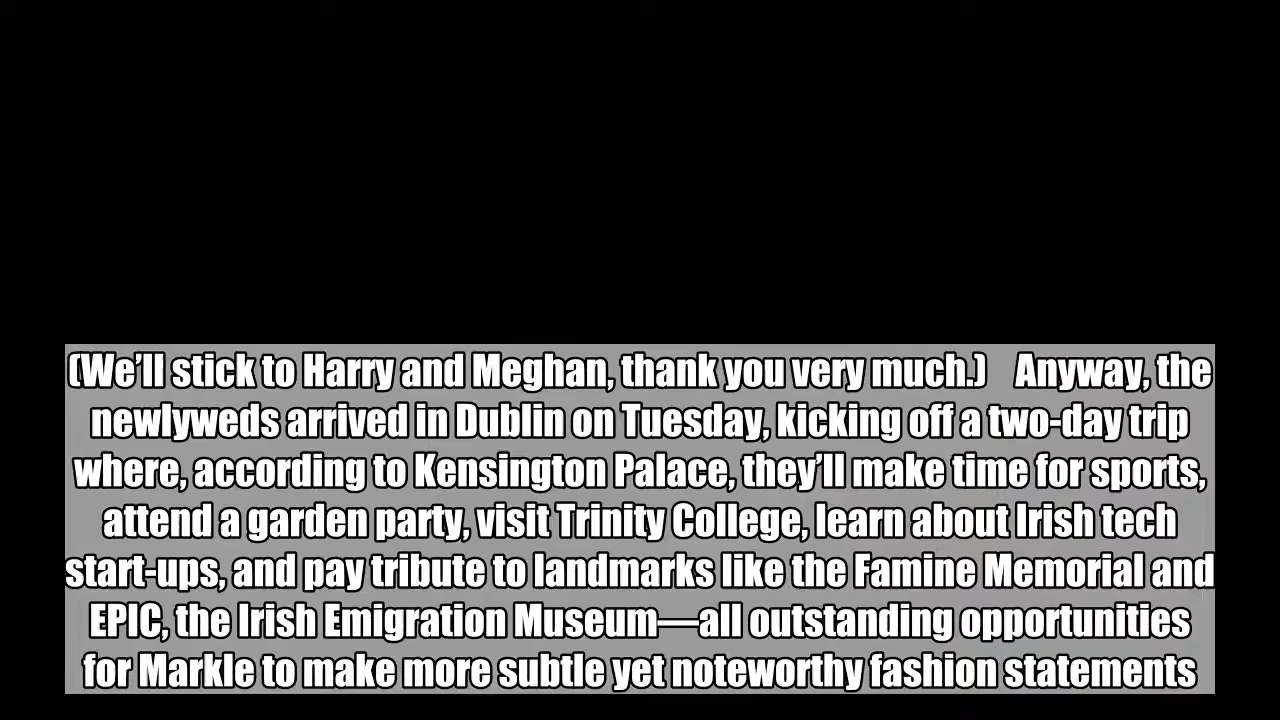 (We’ll stick to Harry and Meghan, thank you very much.)    Anyway, the
newlyweds arrived in Dublin on Tuesday, kicking off a two-day trip
where, according to Kensington Palace, they’ll make time for sports,
attend a garden party, visit Trinity College, learn about Irish tech
start-ups, and pay tribute to landmarks like the Famine Memorial and
EPIC, the Irish Emigration Museum—all outstanding opportunities
for Markle to make more subtle yet noteworthy fashion statements